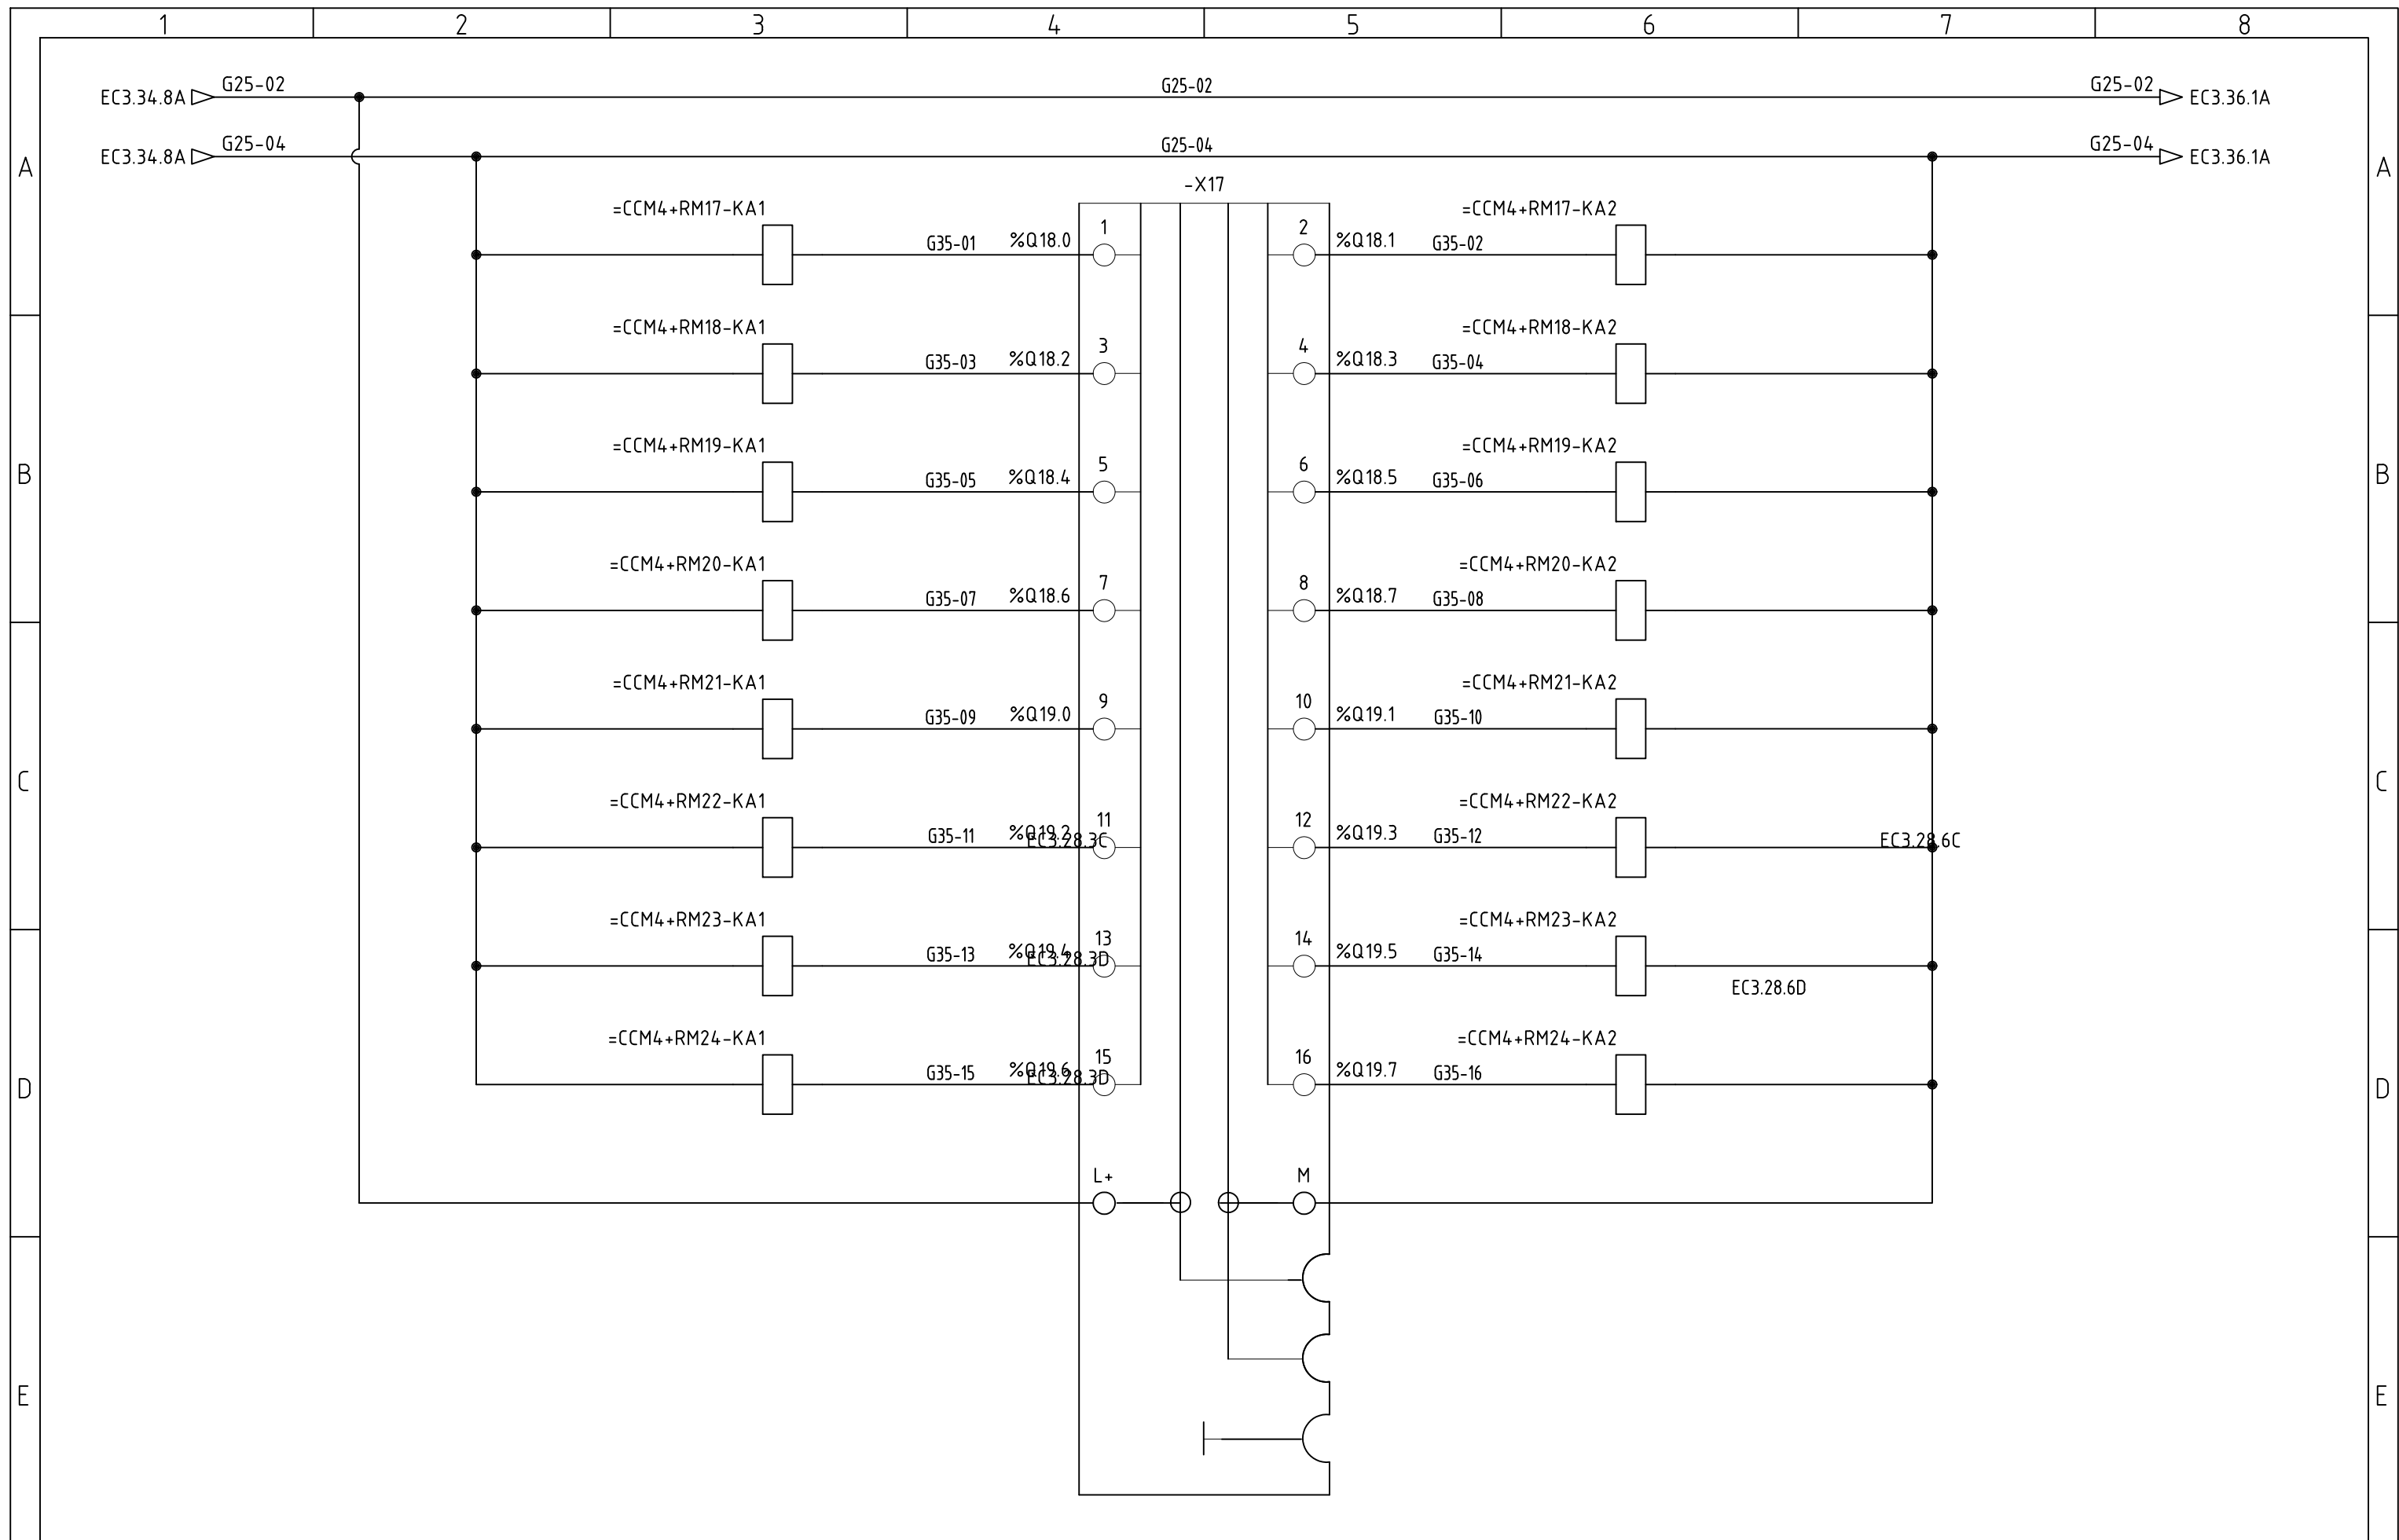 1 2 3 4 5 6 7 8
G25-02 G25-02 G25-02
EC3.34.8A EC3.36.1A
G25-04 G25-04 G25-04
EC3.34.8A EC3.36.1A
A A
-X17
=CCM4+RM17-KA1 =CCM4+RM17-KA2
G35-01 %Q18.0 1 2 %Q18.1 G35-02
=CCM4+RM18-KA1 =CCM4+RM18-KA2
G35-03 %Q18.2 3 4 %Q18.3 G35-04
=CCM4+RM19-KA1 =CCM4+RM19-KA2
B B
G35-05 %Q18.4 5 6 %Q18.5 G35-06
=CCM4+RM20-KA1 =CCM4+RM20-KA2
G35-07 %Q18.6 7 8 %Q18.7 G35-08
=CCM4+RM21-KA1 =CCM4+RM21-KA2
G35-09 %Q19.0 9 10 %Q19.1 G35-10
C C
=CCM4+RM22-KA1 =CCM4+RM22-KA2
G35-11 %Q19.2 11 12 %Q19.3 G35-12
EC3.28.3C EC3.28.6C
=CCM4+RM23-KA1 =CCM4+RM23-KA2
G35-13 %Q19.4 13 14 %Q19.5 G35-14
EC3.28.3D
EC3.28.6D
=CCM4+RM24-KA1 =CCM4+RM24-KA2
G35-15 %Q19.6 15 16 %Q19.7 G35-16
EC3.28.3D
D D
L+ M
E E